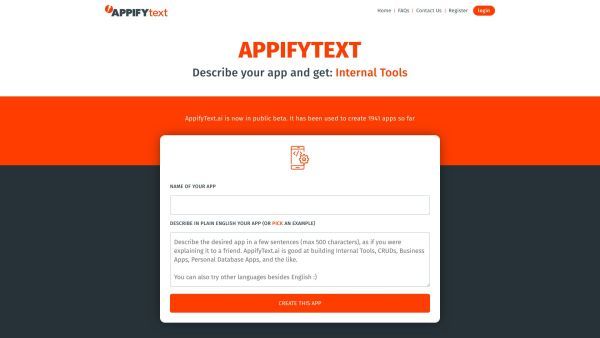 APPIFYtext
Home | FAQs | Contact Us | Register login
APPIFYTEXT
Describe your app and get: Internal Tools
AppifyText.ai is now in public beta. It has been used to create 1941 apps so far
NAME OF YOUR APP
DESCRIBE IN PLAIN ENGLISH YOUR APP (OR PICK AN EXAMPLE)
Describe the desired app in a few sentences (max 500 characters), as if you were
explaining it to a friend. AppifyText.ai is good at building Internal Tools, CRUDs, Business
Apps, Personal Database Apps, and the like.
You can also try other languages besides English :)
CREATE THIS APP